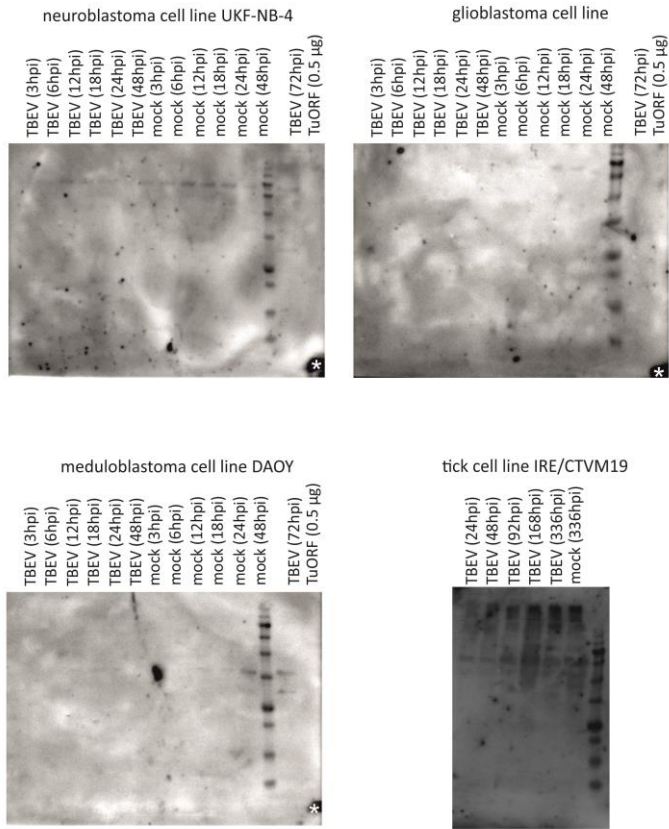 neuroblastoma cell line UKF-NB-4
TBEV (3hpi)
TBEV (6hpi)
TBEV (12hpi)
TBEV (18hpi)
TBEV (24hpi)
TBEV (48hpi)
mock (3hpi)
mock (6hpi)
mock (12hpi)
mock (18hpi)
mock (24hpi)
mock (48hpi)
TBEV (72hpi)
TuORF (0.5 µg)
*
glioblastoma cell line
TBEV (3hpi)
TBEV (6hpi)
TBEV (12hpi)
TBEV (18hpi)
TBEV (24hpi)
TBEV (48hpi)
mock (3hpi)
mock (6hpi)
mock (12hpi)
mock (18hpi)
mock (24hpi)
mock (48hpi)
TBEV (72hpi)
TuORF (0.5 µg)
*
meduloblastoma cell line DAOY
TBEV (3hpi)
TBEV (6hpi)
TBEV (12hpi)
TBEV (18hpi)
TBEV (24hpi)
TBEV (48hpi)
mock (3hpi)
mock (6hpi)
mock (12hpi)
mock (18hpi)
mock (24hpi)
mock (48hpi)
TBEV (72hpi)
TuORF (0.5 µg)
*
tick cell line IRE/CTVM19
TBEV (24hpi)
TBEV (48hpi)
TBEV (92hpi)
TBEV (168hpi)
TBEV (336hpi)
mock (336hpi)